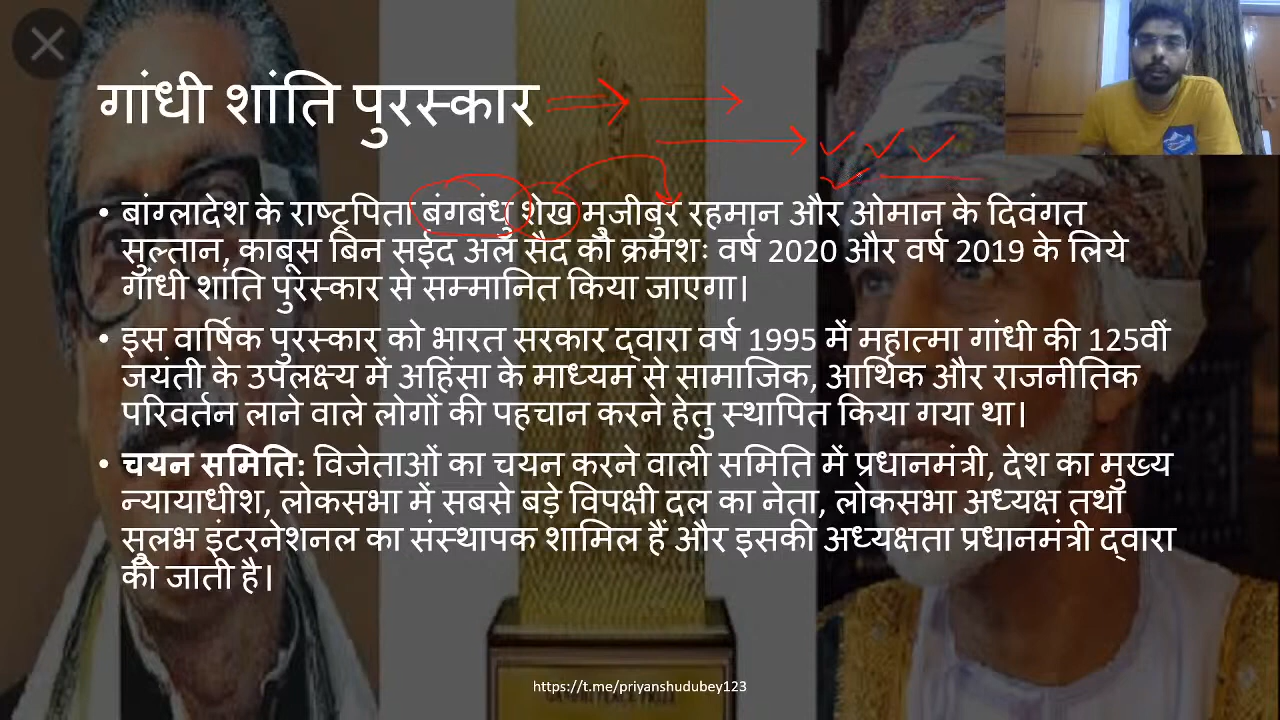 गांधी शांति पुरस्कार
• बांग्लादेश के राष्ट्रपिता बंगबंधु शेख मुजीबुर रहमान और ओमान के दिवंगत
सुल्तान, काबूस बिन सईद अल सैद को क्रमशः वर्ष 2020 और वर्ष 2019 के लिये
गांधी शांति पुरस्कार से सम्मानित किया जाएगा।
• इस वार्षिक पुरस्कार को भारत सरकार द्वारा वर्ष 1995 में महात्मा गांधी की 125वीं
जयंती के उपलक्ष्य में अहिंसा के माध्यम से सामाजिक, आर्थिक और राजनीतिक
परिवर्तन लाने वाले लोगों की पहचान करने हेतु स्थापित किया गया था।
• चयन समिति: विजेताओं का चयन करने वाली समिति में प्रधानमंत्री, देश का मुख्य
न्यायाधीश, लोकसभा में सबसे बड़े विपक्षी दल का नेता, लोकसभा अध्यक्ष तथा
सुलभ इंटरनेशनल का संस्थापक शामिल हैं और इसकी अध्यक्षता प्रधानमंत्री द्वारा
की जाती है।
https://t.me/priyanshudubey123